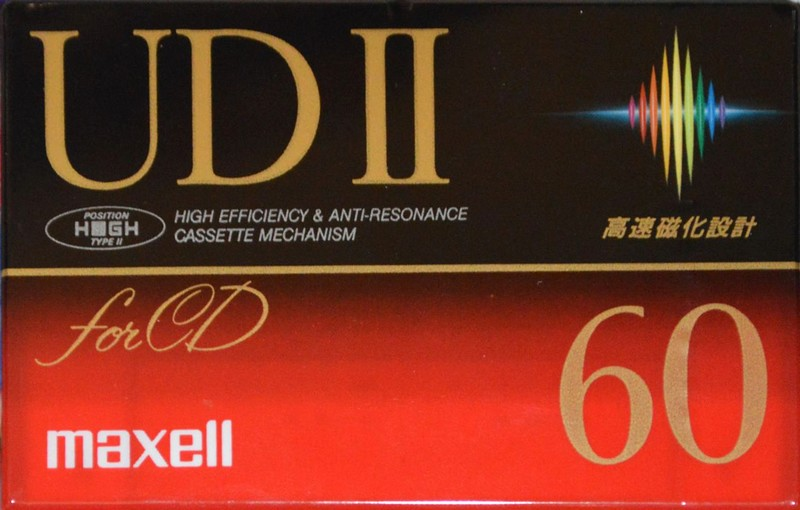 UD II
POSITION
HIGH
TYPE II
HIGH EFFICIENCY & ANTI-RESONANCE
CASSETTE MECHANISM
高速磁化設計
for CD
60
maxell